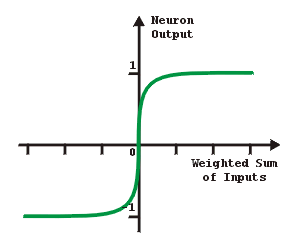 Neuron
Output
1
0
Weighted Sum
of Inputs
-1